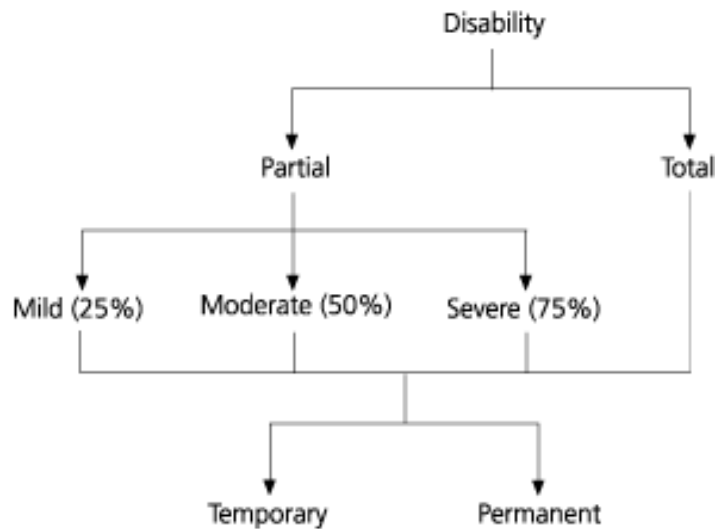 Disability
Partial
Total
Mild (25%)
Moderate (50%)
Severe (75%)
Temporary
Permanent